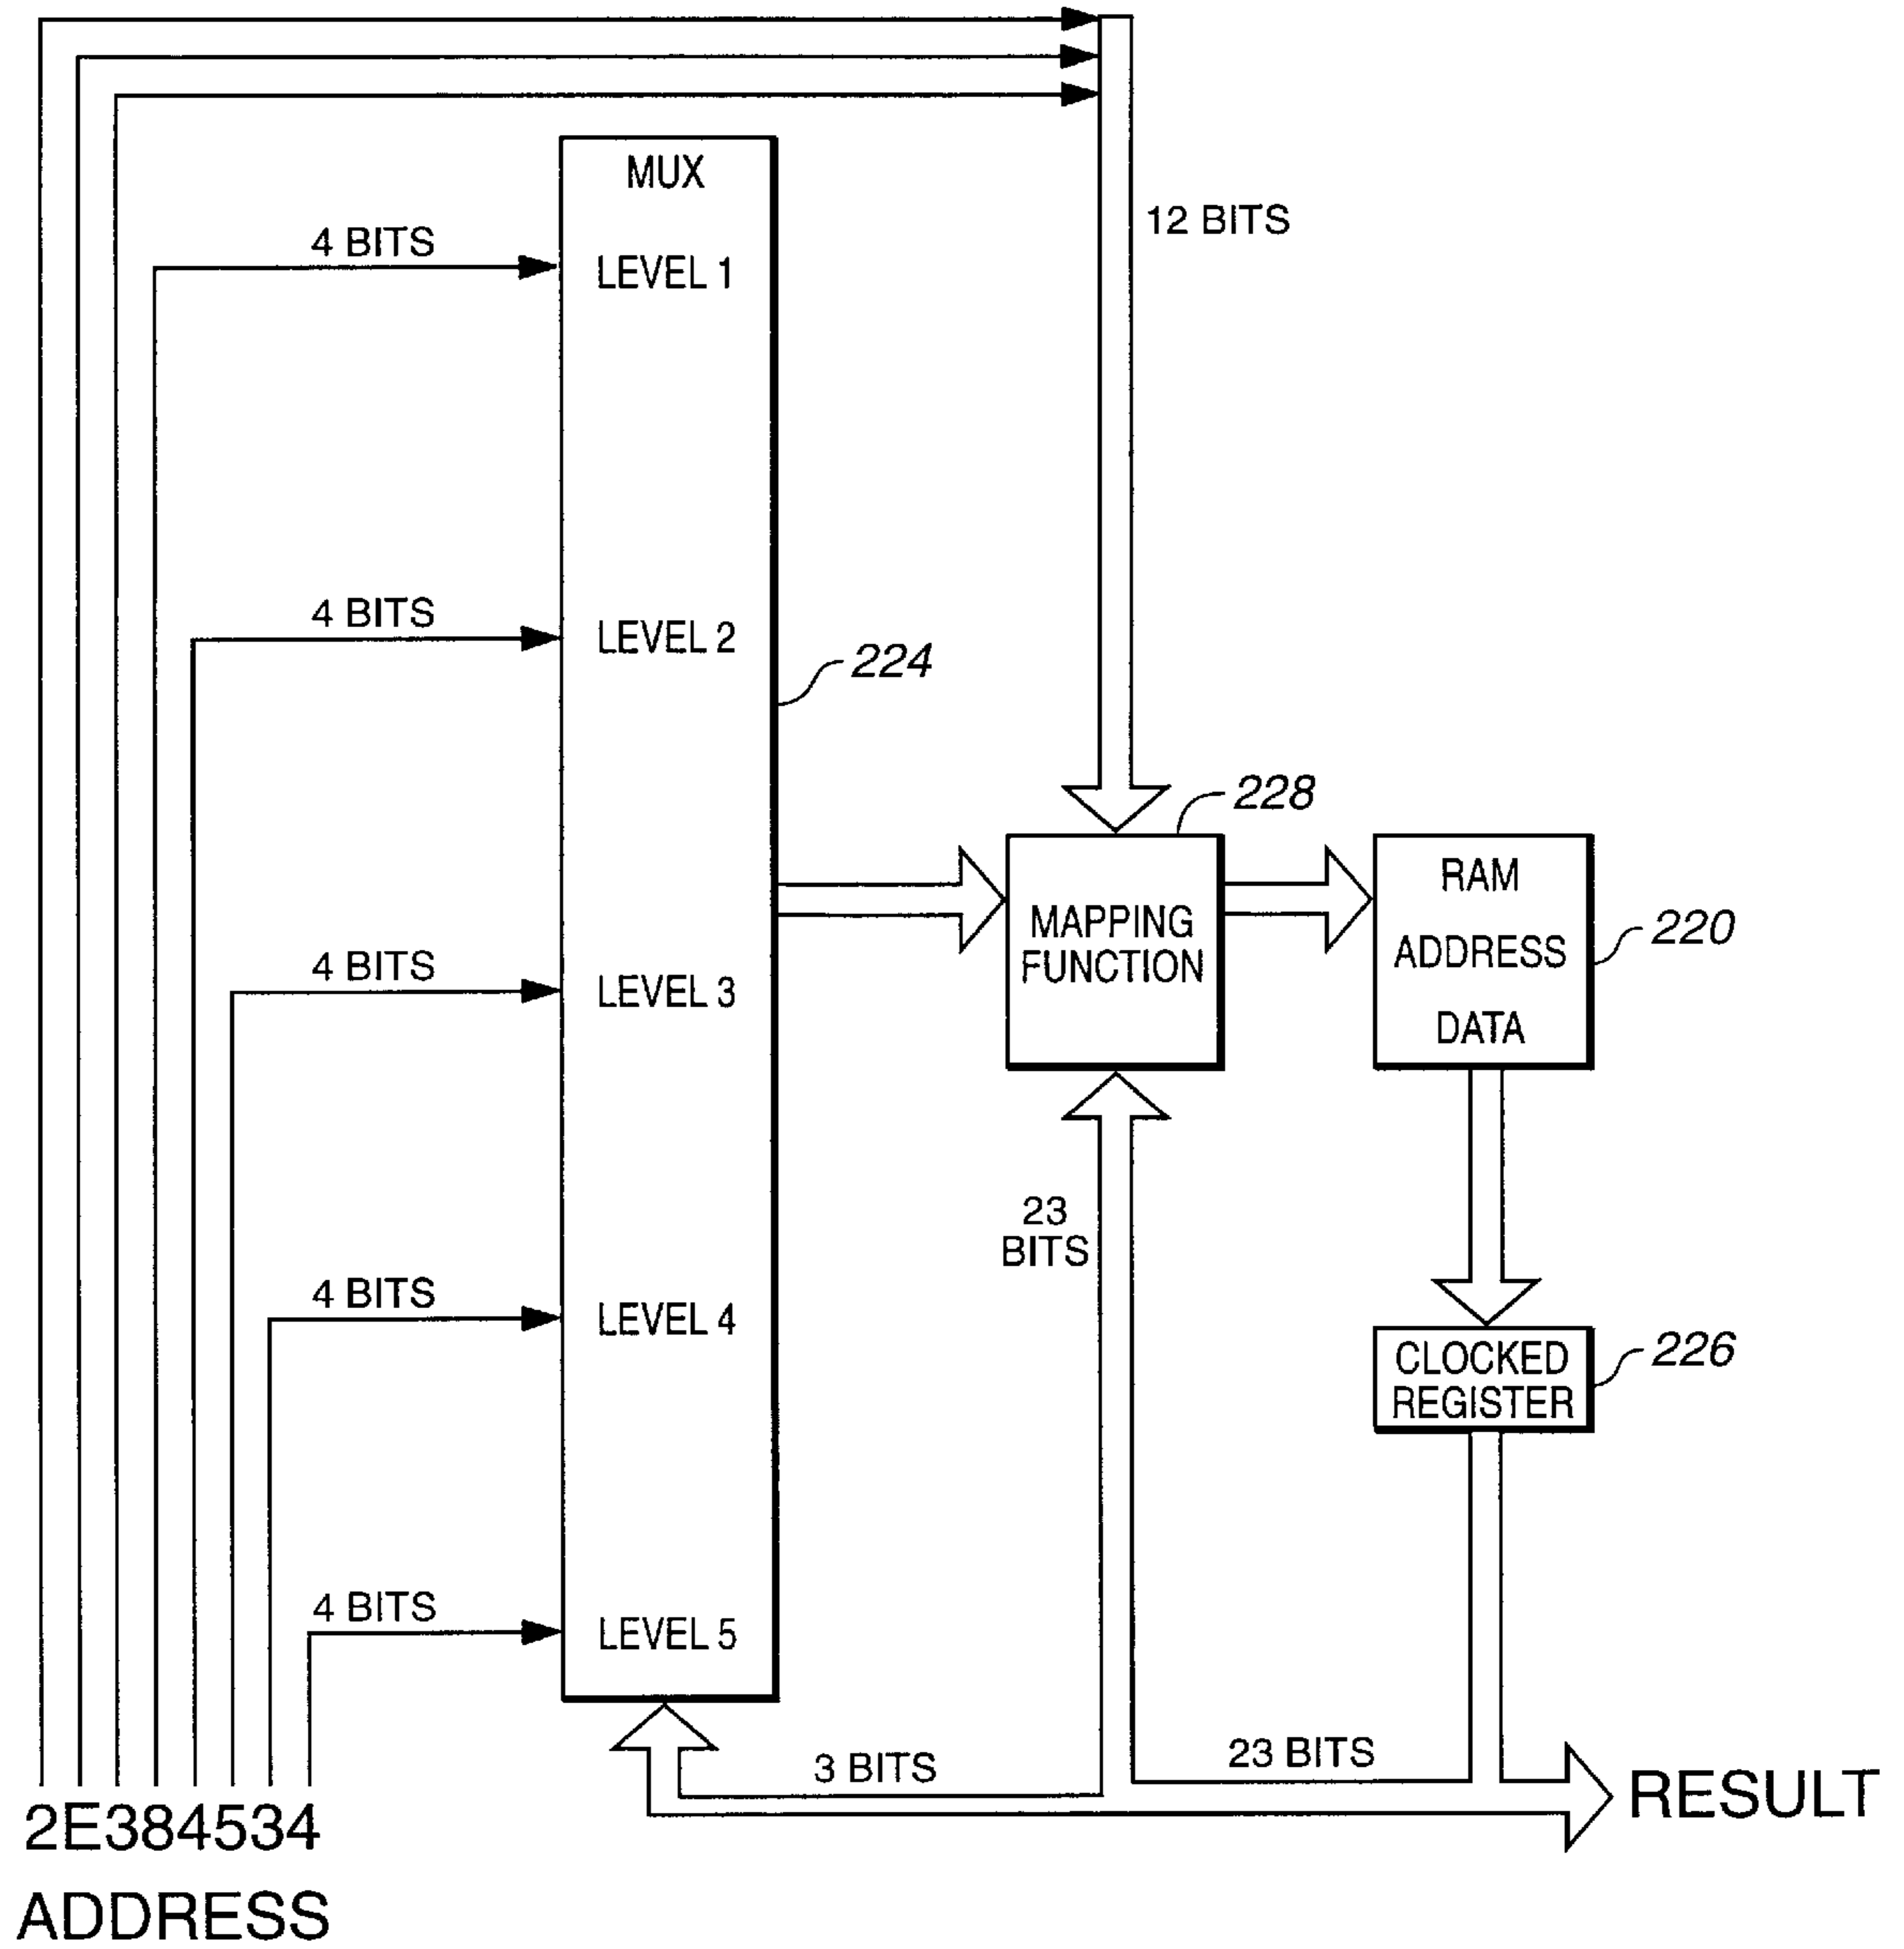 MUX
12 BITS
4 BITS
LEVEL 1
4 BITS
LEVEL 2
224
228
RAM
ADDRESS
DATA
220
MAPPING
FUNCTION
4 BITS
LEVEL 3
23
BITS
4 BITS
LEVEL 4
CLOCKED
REGISTER
226
4 BITS
LEVEL 5
3 BITS
23 BITS
RESULT
2E384534
ADDRESS